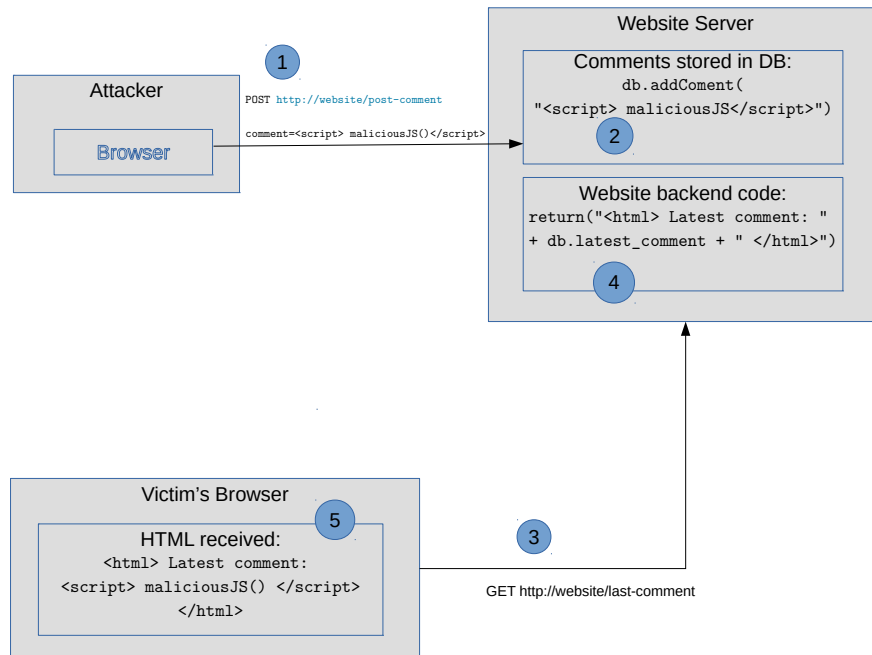 Website Server
Comments stored in DB:
db.addComent(
"<script> maliciousJS</script>")
2
Website backend code:
return("<html> Latest comment: "
+ db.latest_comment + " </html>")
4
1
Attacker
Browser
POST http://website/post-comment
comment=<script> maliciousJS()</script>
Victim's Browser
5
HTML received:
<html> Latest comment:
<script> maliciousJS() </script>
</html>
3
GET http://website/last-comment